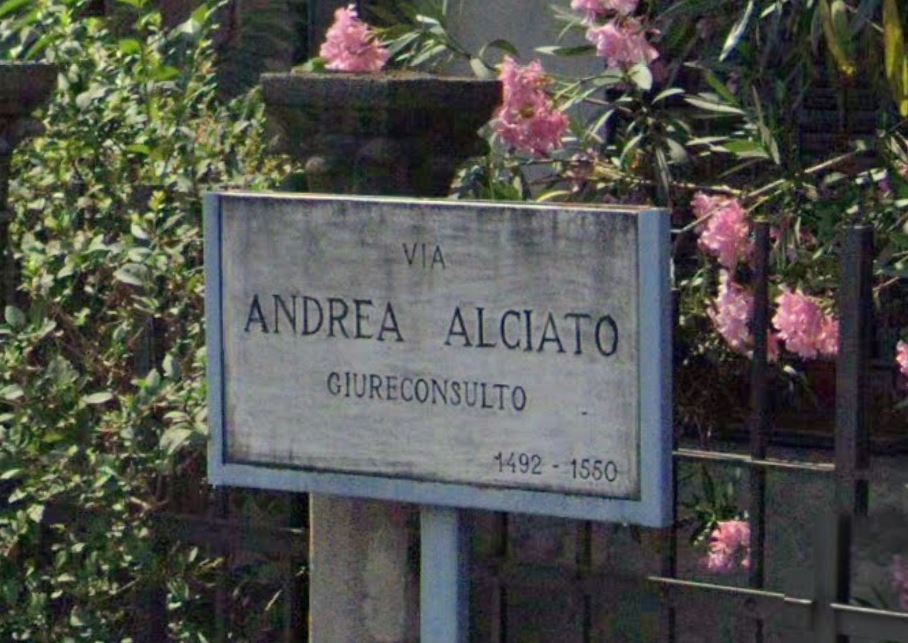 VIA
ANDREA ALCIATO
GIURECONSULTO
1492 - 1550